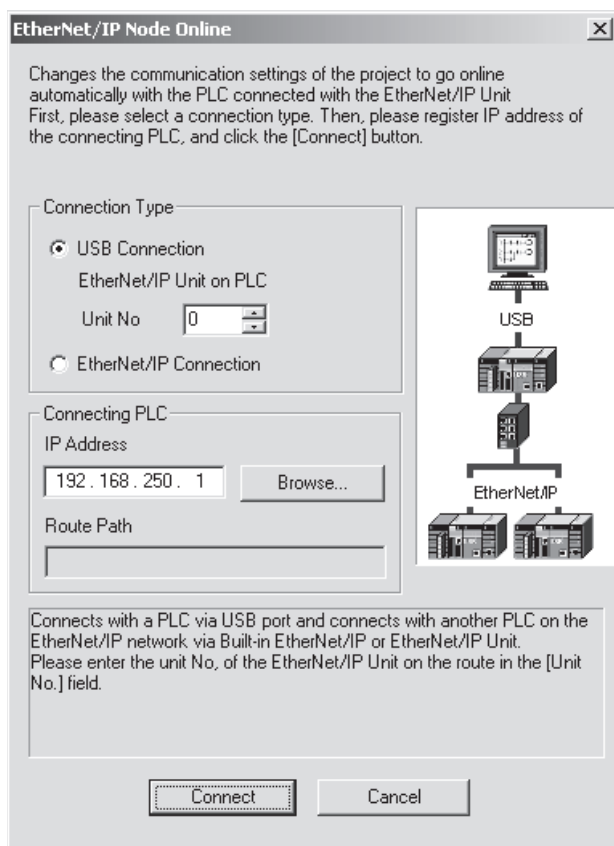 EtherNet/IP Node Online
Changes the communication settings of the project to go online
automatically with the PLC connected with the EtherNet/IP Unit
First, please select a connection type. Then, please register IP address of
the connecting PLC, and click the [Connect] button.
Connection Type
USB Connection
EtherNet/IP Unit on PLC
Unit No 0
EtherNet/IP Connection
USB
EtherNet/IP
Connecting PLC
IP Address
192 . 168 . 250 . 1 Browse...
Route Path
Connects with a PLC via USB port and connects with another PLC on the
EtherNet/IP network via Built-in EtherNet/IP or EtherNet/IP Unit.
Please enter the unit No, of the EtherNet/IP Unit on the route in the [Unit
No.] field.
Connect Cancel